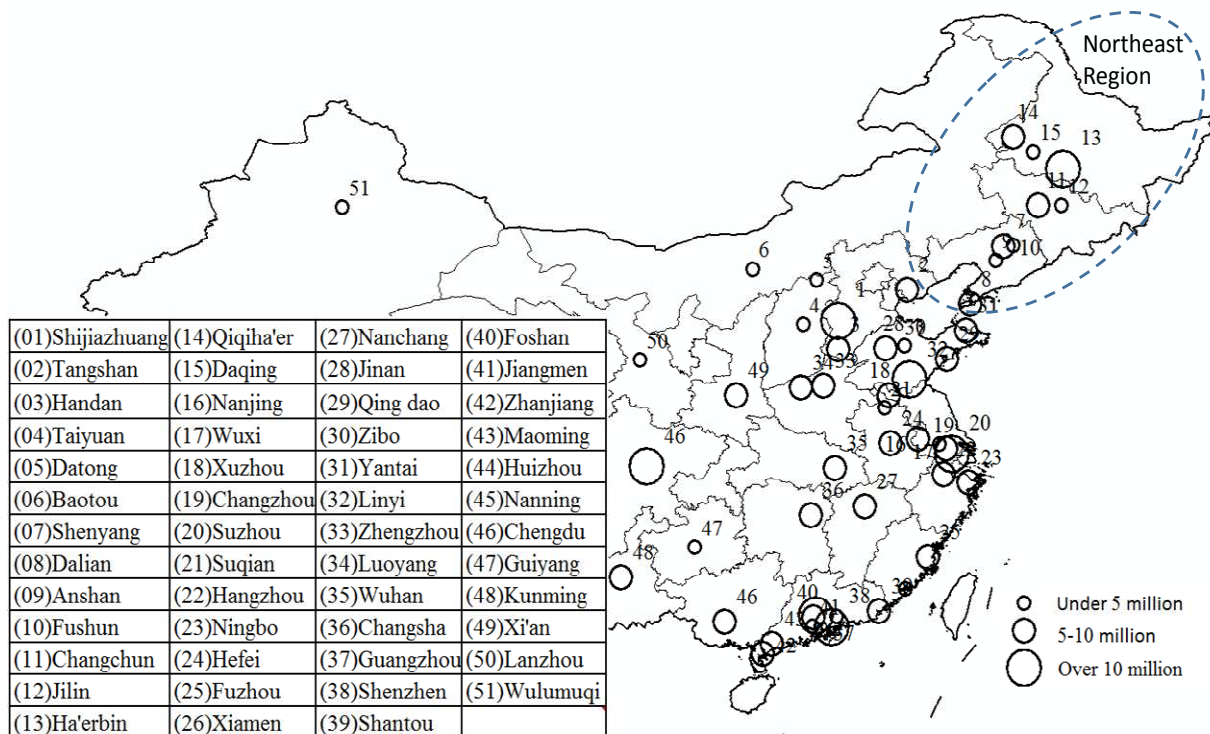 Northeast
Region
14
15
13
51
11
12
7
6
10
2
8
1
31
4
3
28
50
49
18
20
24
19
46
35
16
23
36
27
47
48
46
40
38
42
(01)Shijiazhuang (14)Qiqiha'er (27)Nanchang (40)Foshan
(02)Tangshan (15)Daqing (28)Jinan (41)Jiangmen
(03)Handan (16)Nanjing (29)Qing dao (42)Zhanjiang
(04)Taiyuan (17)Wuxi (30)Zibo (43)Maoming
(05)Datong (18)Xuzhou (31)Yantai (44)Huizhou
(06)Baotou (19)Changzhou (32)Linyi (45)Nanning
(07)Shenyang (20)Suzhou (33)Zhengzhou (46)Chengdu
(08)Dalian (21)Suqian (34)Luoyang (47)Guiyang
(09)Anshan (22)Hangzhou (35)Wuhan (48)Kunming
(10)Fushun (23)Ningbo (36)Changsha (49)Xi'an
(11)Changchun (24)Hefei (37)Guangzhou (50)Lanzhou
(12)Jilin (25)Fuzhou (38)Shenzhen (51)Wulumuqi
(13)Ha'erbin (26)Xiamen (39)Shantou
Under 5 million
5-10 million
Over 10 million